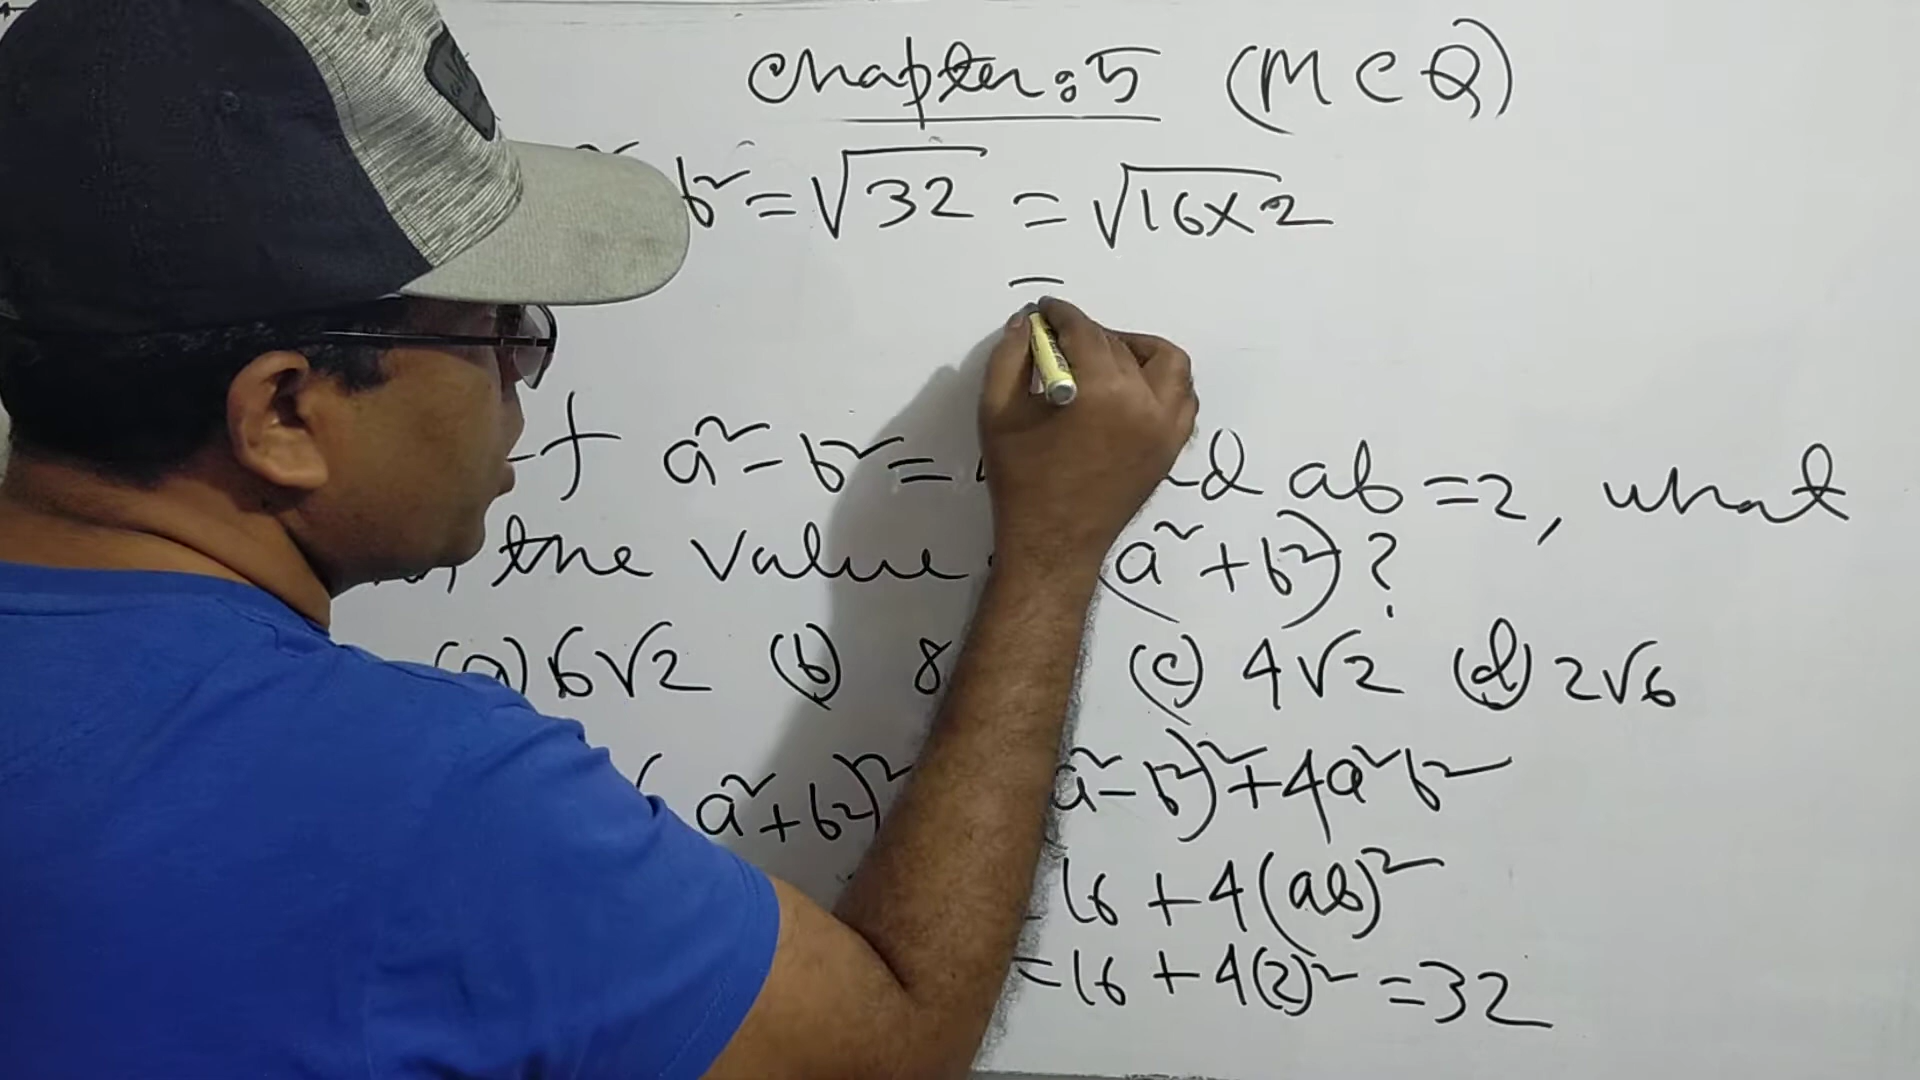 Chapter: 5 (MCQ)
b² = √32 = √16×2
=
f a² - b² = and ab = 2, what
the value (a² + b²) ?
(a) 6√2 (b) 8 (c) 4√2 (d) 2√6
(a² + b²)² a² - b²)² + 4a²b²
16 + 4(ab)²
= 16 + 4(2)² = 32